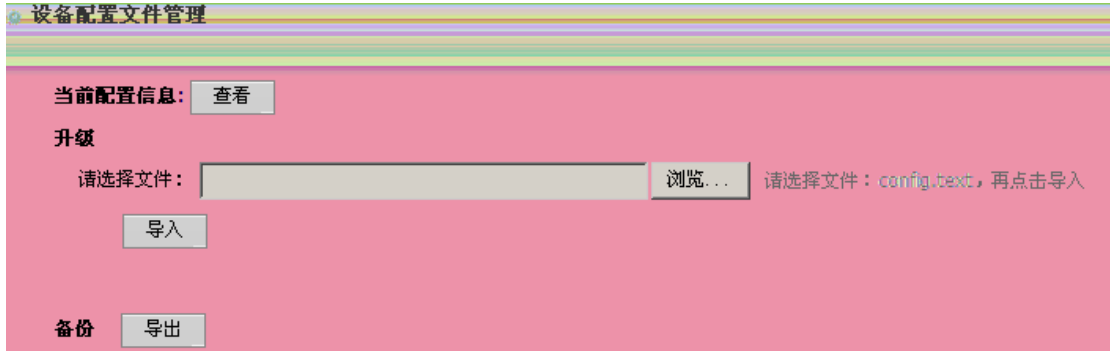 设备配置文件管理
当前配置信息: 查看
升级
请选择文件: 浏览... 请选择文件:config.text,再点击导入
导入
备份 导出